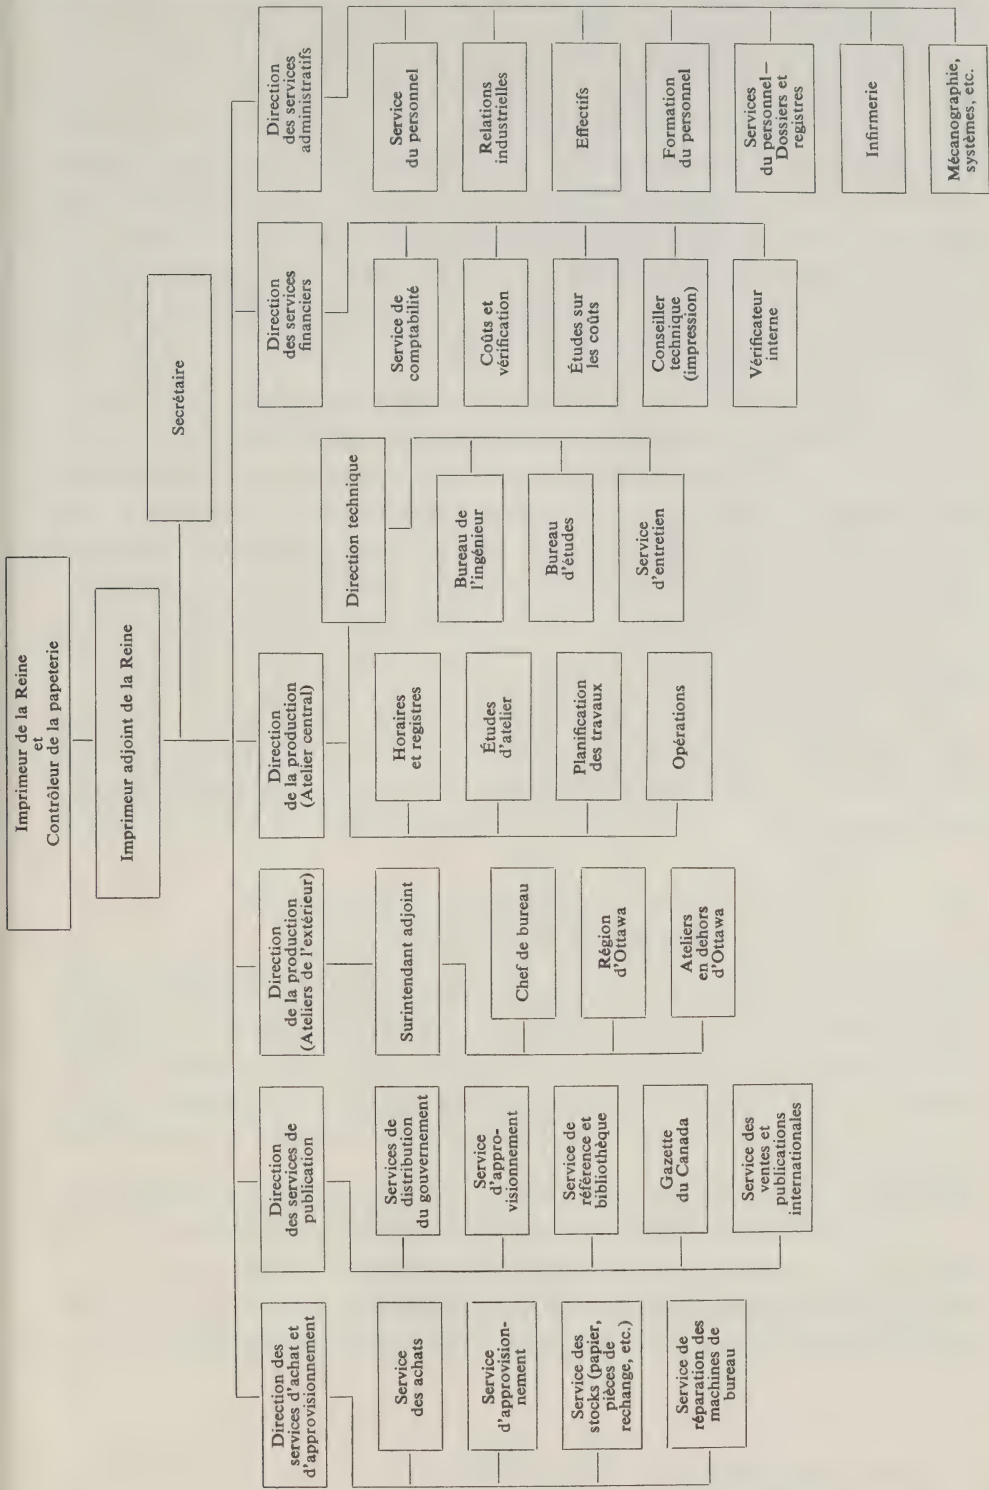 Imprimeur de la Reine
et
Contrôleur de la papeterie
Imprimeur adjoint de la Reine
Secrétaire
Direction des
services d'achat et
d'approvisionnement
Service
des achats
Service
d'approvision-
nement
Service des
stocks (papier,
pièces de
rechange, etc.)
Service de
réparation des
machines de
bureau
Direction
des services de
publication
Services de
distribution
du gouvernement
Service
d'appro-
visionnement
Service de
référence et
bibliothèque
Gazette
du Canada
Service des
ventes et
publications
internationales
Direction
de la production
(Ateliers de l'extérieur)
Surintendant adjoint
Chef de bureau
Région
d'Ottawa
Ateliers
en dehors
d'Ottawa
Direction
de la production
(Atelier central)
Horaires
et registres
Études
d'atelier
Planification
des travaux
Opérations
Direction technique
Bureau de
l'ingénieur
Bureau
d'études
Service
d'entretien
Direction
des services
financiers
Service de
comptabilité
Coûts et
vérification
Études sur
les coûts
Conseiller
technique
(impression)
Vérificateur
interne
Direction
des services
administratifs
Service
du personnel
Relations
industrielles
Effectifs
Formation
du personnel
Services
du personnel—
Dossiers et
registres
Infirmerie
Mécanographie,
systèmes, etc.